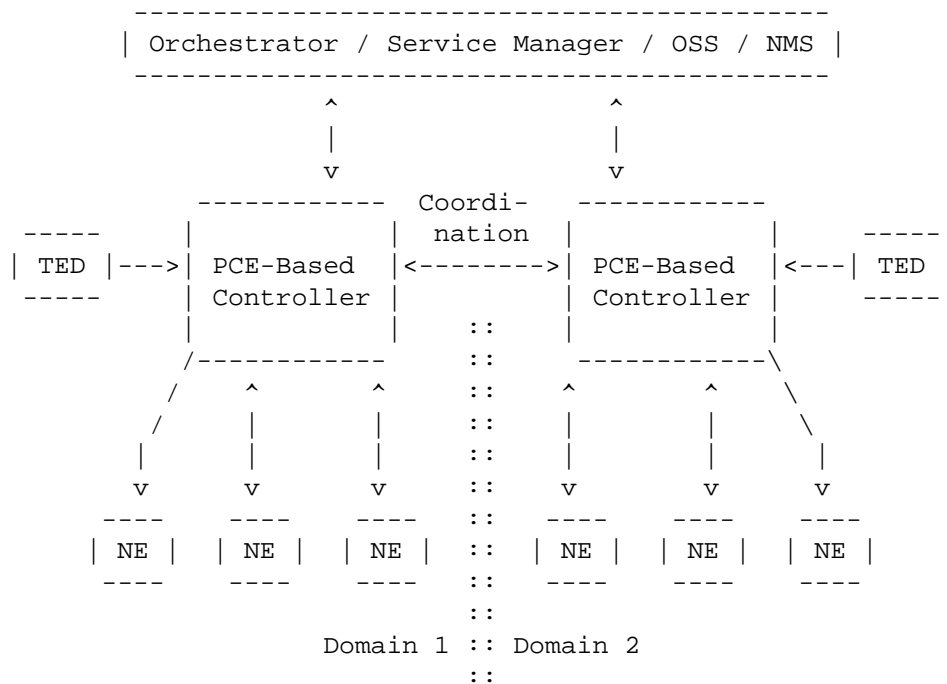 Orchestrator / Service Manager / OSS / NMS
Coordi-
nation
TED PCE-Based PCE-Based TED
Controller Controller
NE NE NE NE NE NE
Domain 1 :: Domain 2